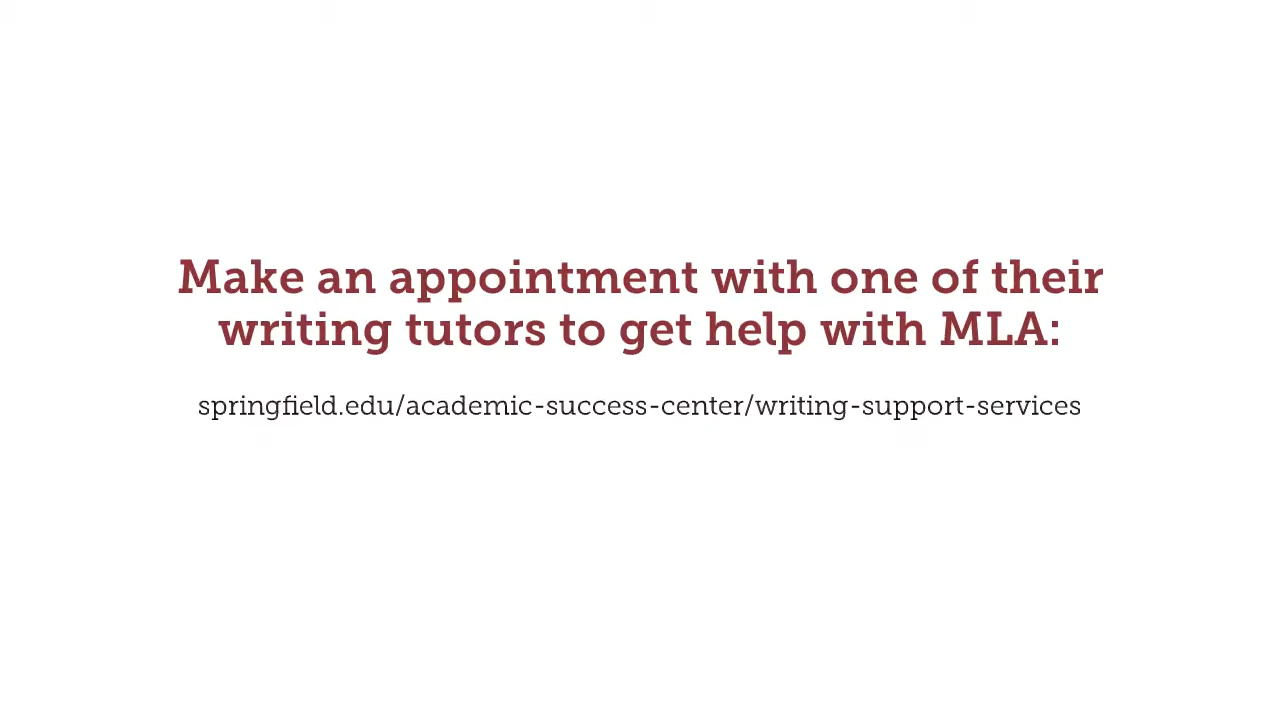 Make an appointment with one of their
writing tutors to get help with MLA:
springfield.edu/academic-success-center/writing-support-services